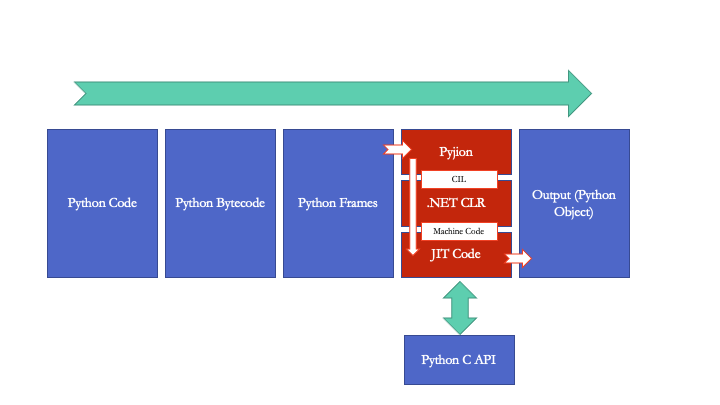 Python Code
Python Bytecode
Python Frames
Pyjion
CIL
.NET CLR
Machine Code
JIT Code
Output (Python
Object)
Python C API